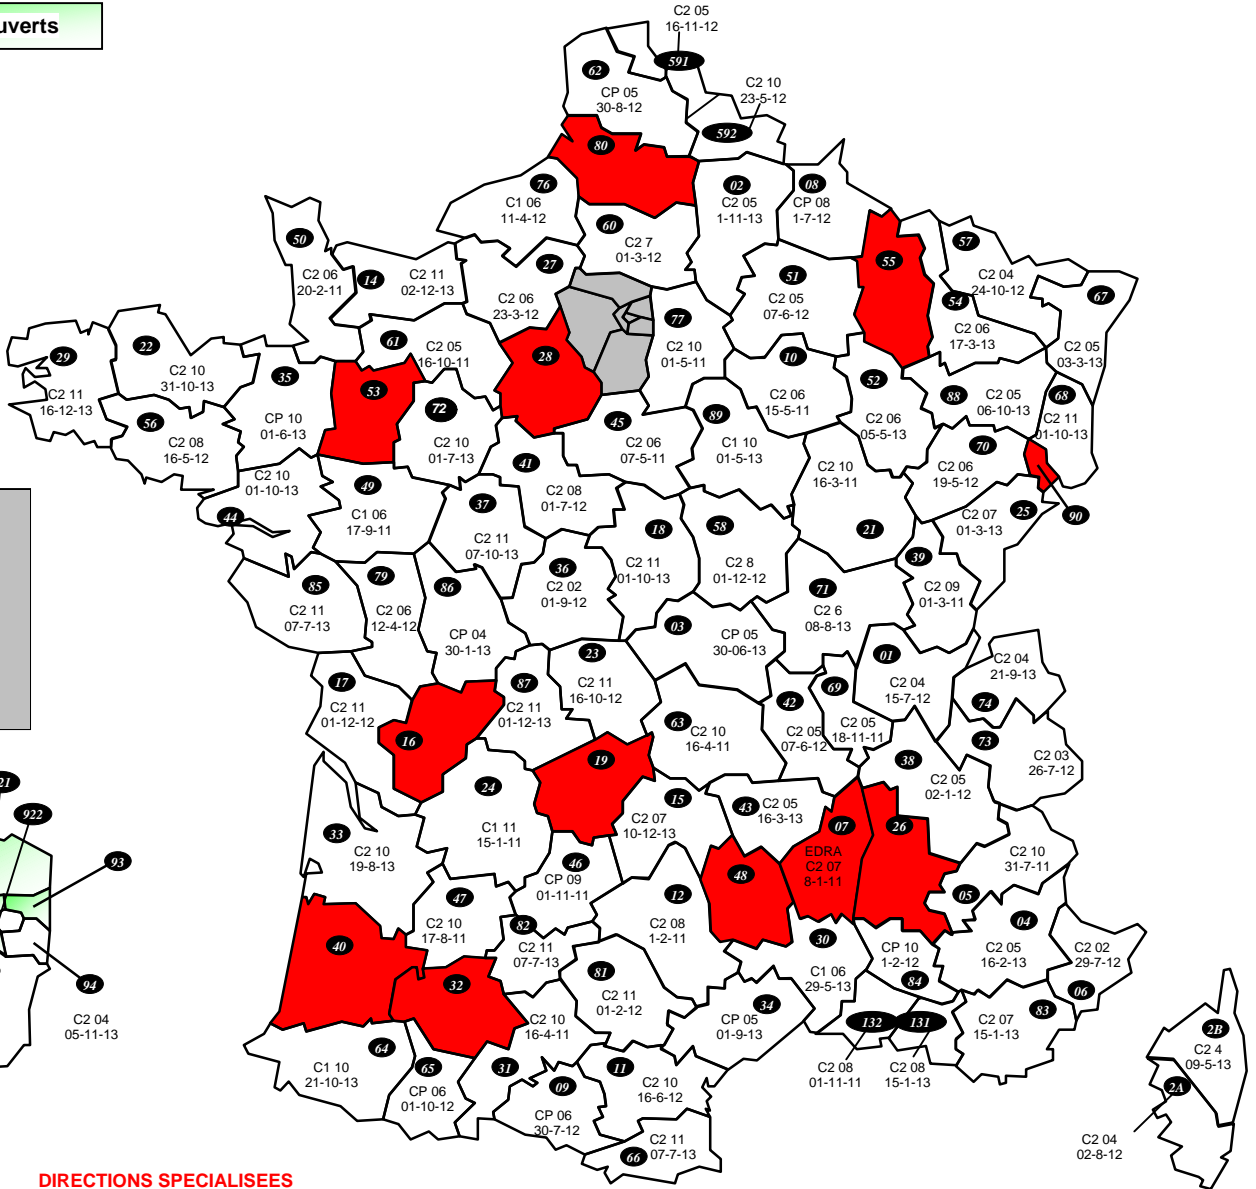 uverts
C2 05
16-11-12
591
62
CP 05
30-8-12
C2 10
23-5-12
592
80
76
C1 06
11-4-12
02
C2 05
1-11-13
08
CP 08
1-7-12
60
C2 7
01-3-12
50
C2 06
20-2-11
14
C2 11
02-12-13
27
C2 06
23-3-12
51
C2 05
07-6-12
55
57
C2 04
24-10-12
54
C2 06
17-3-13
67
C2 05
03-3-13
29
C2 11
16-12-13
22
C2 10
31-10-13
35
CP 10
01-6-13
61
C2 05
16-10-11
28
77
C2 10
01-5-11
10
C2 06
15-5-11
52
C2 06
05-5-13
88
C2 05
06-10-13
68
C2 11
01-10-13
56
C2 08
16-5-12
53
72
C2 10
01-7-13
45
C2 06
07-5-11
89
C1 10
01-5-13
70
C2 06
19-5-12
90
C2 10
01-10-13
44
49
C1 06
17-9-11
41
C2 08
01-7-12
37
C2 11
07-10-13
18
C2 11
01-10-13
58
C2 8
01-12-12
C2 10
16-3-11
21
C2 07
01-3-13
25
39
C2 09
01-3-11
85
C2 11
07-7-13
79
C2 06
12-4-12
86
CP 04
30-1-13
36
C2 02
01-9-12
71
C2 6
08-8-13
03
CP 05
30-06-13
01
C2 04
15-7-12
C2 04
21-9-13
74
17
C2 11
01-12-12
16
87
C2 11
01-12-13
23
C2 11
16-10-12
63
C2 10
16-4-11
42
C2 05
07-6-12
69
C2 05
18-11-11
73
C2 03
26-7-12
38
C2 05
02-1-12
19
24
C1 11
15-1-11
15
C2 07
10-12-13
43
C2 05
16-3-13
07
EDRA
C2 07
8-1-11
26
C2 10
31-7-11
05
33
C2 10
19-8-13
46
CP 09
01-11-11
48
12
C2 08
1-2-11
47
C2 10
17-8-11
82
C2 11
07-7-13
30
C1 06
29-5-13
CP 10
1-2-12
84
04
C2 05
16-2-13
C2 02
29-7-12
06
40
32
81
C2 11
01-2-12
34
CP 05
01-9-13
132
131
C2 08
01-11-11
C2 08
15-1-13
83
C2 07
15-1-13
64
C1 10
21-10-13
65
CP 06
01-10-12
C2 10
16-4-11
31
09
CP 06
30-7-12
11
C2 10
16-6-12
66
C2 11
07-7-13
2B
C2 4
09-5-13
2A
C2 04
02-8-12
21
922
93
94
C2 04
05-11-13
DIRECTIONS SPECIALISEES